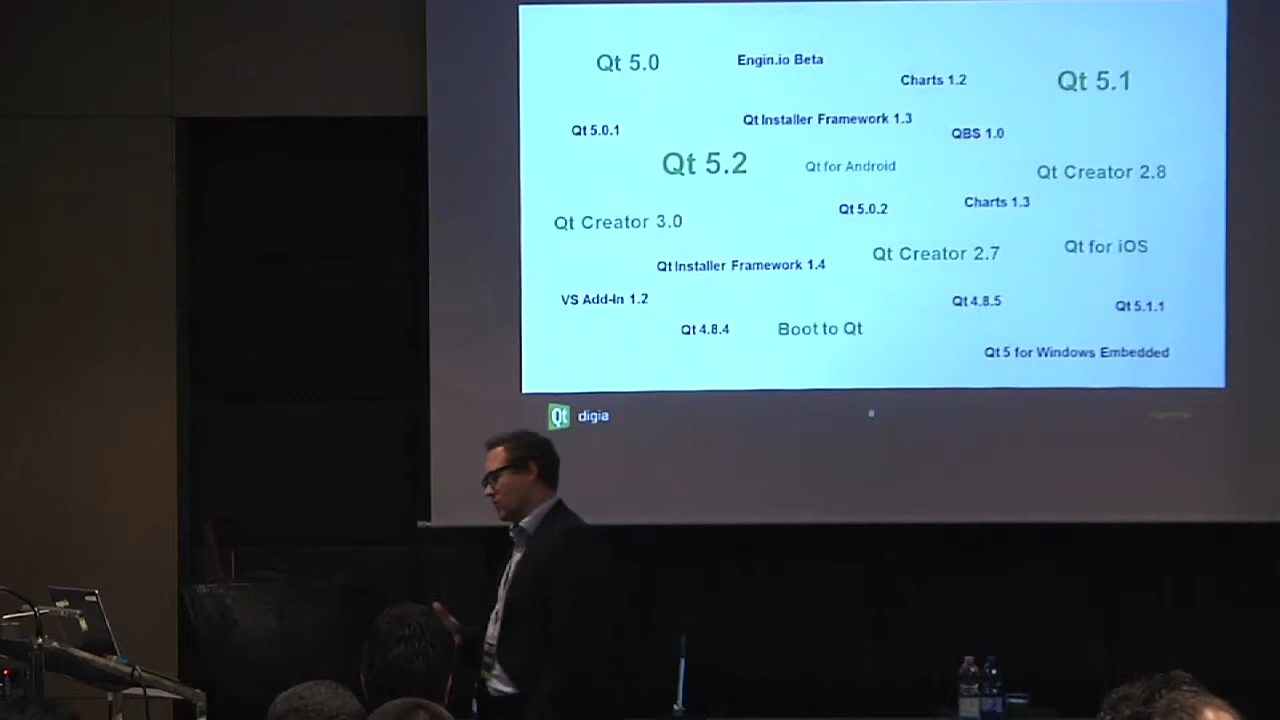 Qt 5.0
Engin.io Beta
Charts 1.2
Qt 5.1
Qt 5.0.1
Qt Installer Framework 1.3
QBS 1.0
Qt 5.2
Qt for Android
Qt Creator 2.8
Qt Creator 3.0
Qt 5.0.2
Charts 1.3
Qt Installer Framework 1.4
Qt Creator 2.7
Qt for iOS
VS Add-In 1.2
Qt 4.8.5
Qt 5.1.1
Qt 4.8.4
Boot to Qt
Qt 5 for Windows Embedded
Qt digia